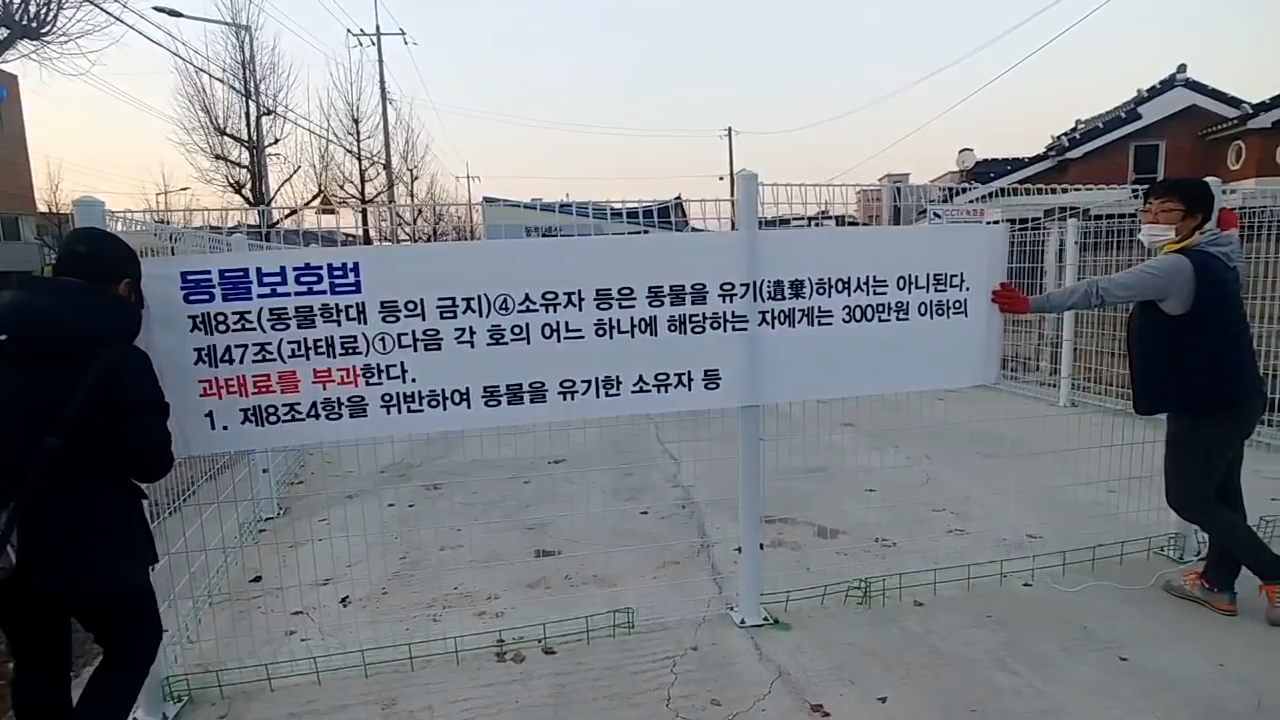 동물보호법
제8조(동물학대 등의 금지)④소유자 등은 동물을 유기(遺棄)하여서는 아니된다.
제47조(과태료)①다음 각 호의 어느 하나에 해당하는 자에게는 300만원 이하의
과태료를 부과한다.
1. 제8조4항을 위반하여 동물을 유기한 소유자 등
CCTV 녹화중